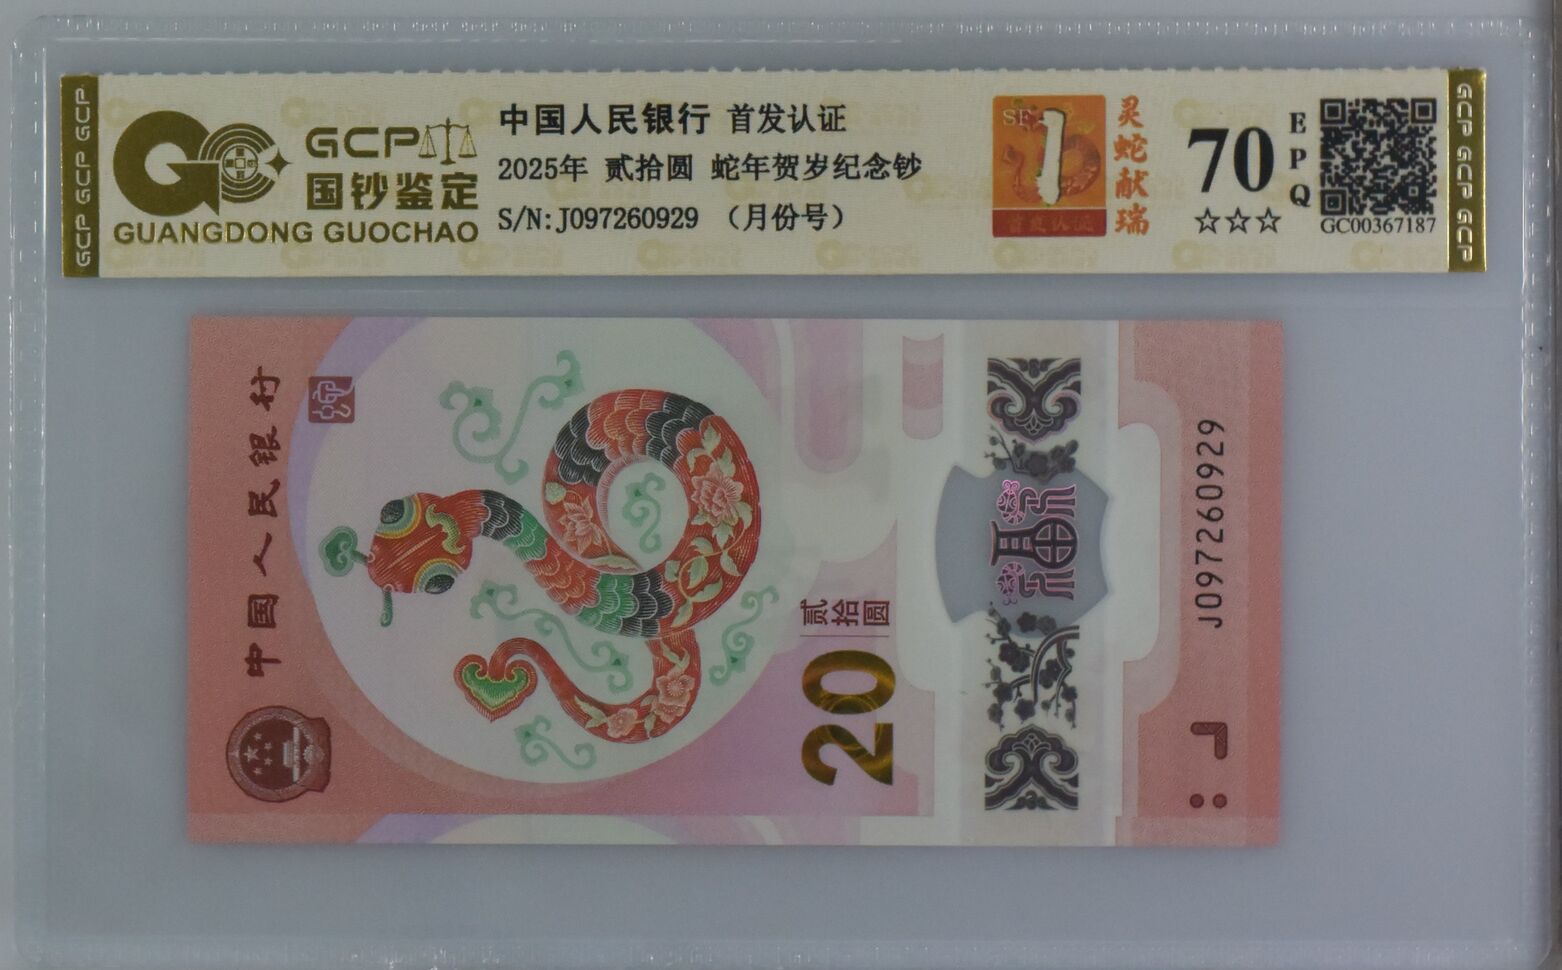 GCP GCP GCP
GCP
国钞鉴定
GUANGDONG GUOCHAO
中国人民银行 首发认证
2025年 贰拾圆 蛇年贺岁纪念钞
S/N:J097260929 （月份号）
1
首发认证
灵蛇献瑞
70
EPQ
☆☆☆
GC00367187
GCP GCP GCP
中国人民银行
贰拾圆
20
J097260929